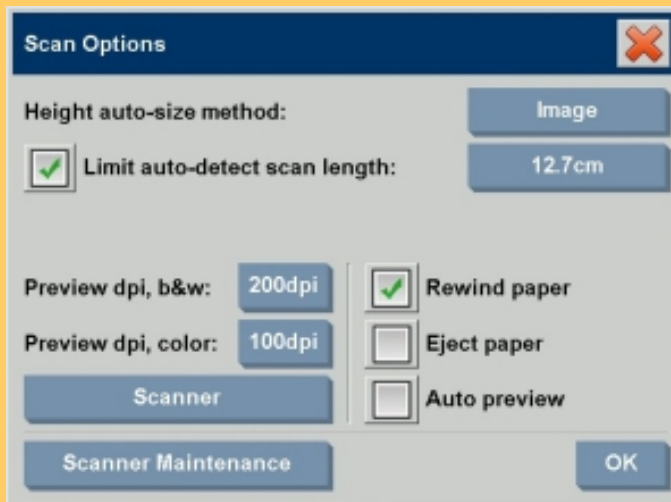 Scan Options
Height auto-size method: Image
Limit auto-detect scan length: 12.7cm
Preview dpi, b&w: 200dpi Rewind paper
Preview dpi, color: 100dpi Eject paper
Scanner Auto preview
Scanner Maintenance OK